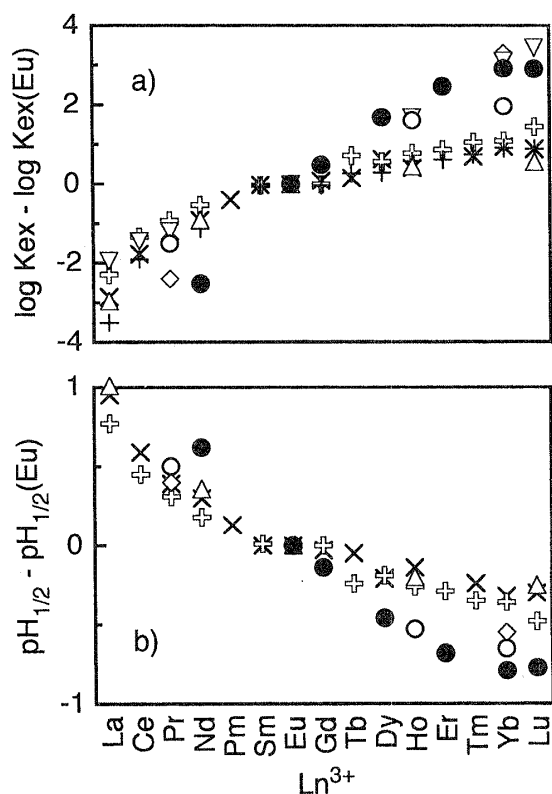 4
2
0
-2
-4
a)
log Kex - log Kex(Eu)
1
0
-1
b)
pH1/2 - pH1/2(Eu)
La
Ce
Pr
Nd
Pm
Sm
Eu
Gd
Tb
Dy
Ho
Er
Tm
Yb
Lu
Ln3+